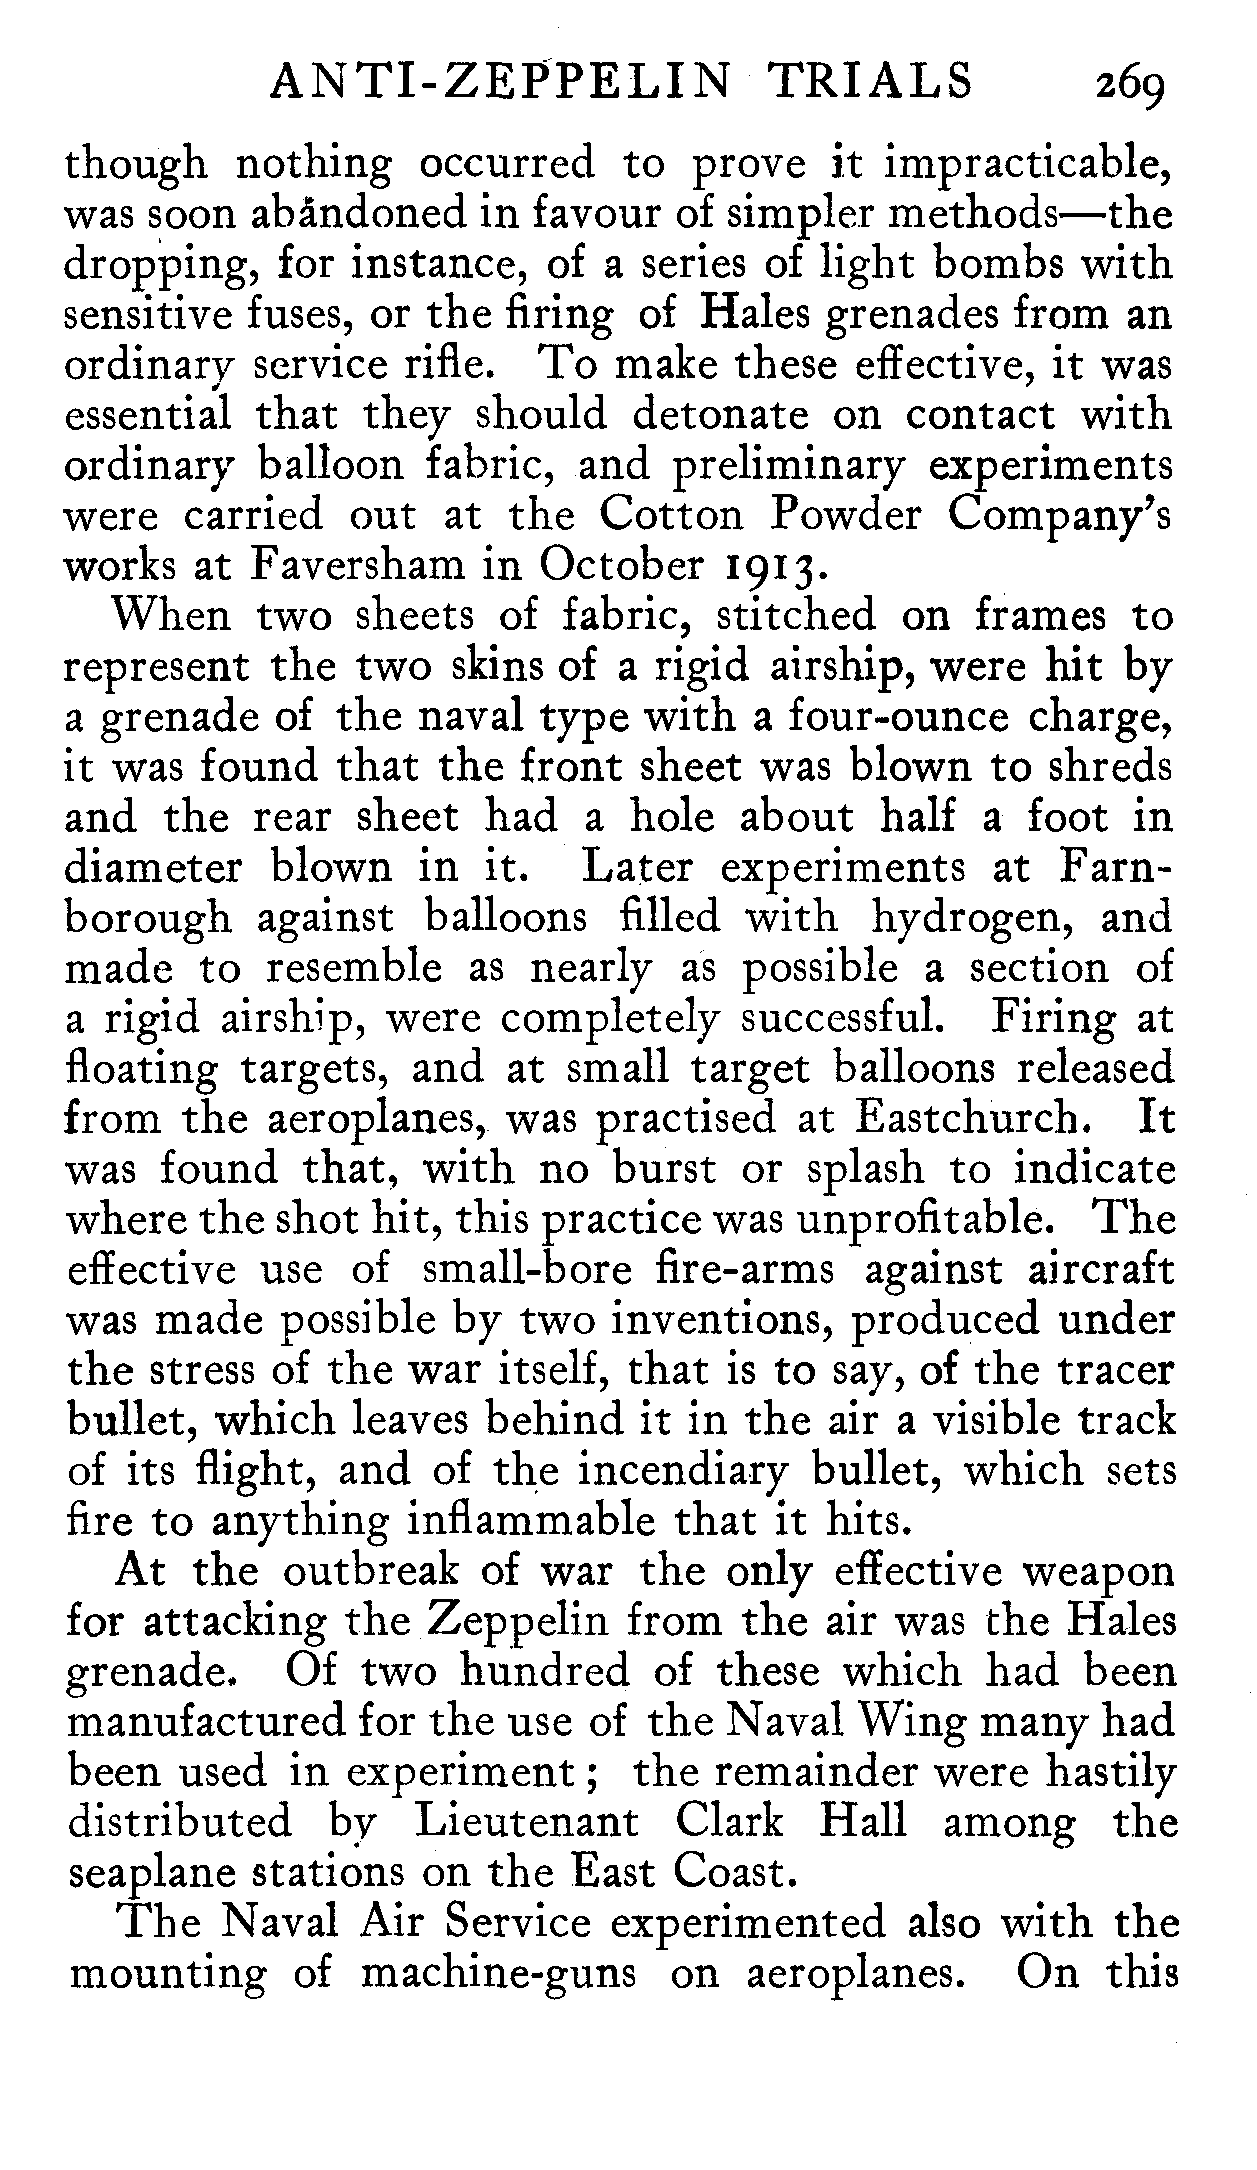 ANTI-ZEPPELIN TRIALS 269
though nothing occurred to prove it impracticable,
was soon abandoned in favour of simpler methods—the
dropping, for instance, of a series of light bombs with
sensitive fuses, or the firing of Hales grenades from an
ordinary service rifle. To make these effective, it was
essential that they should detonate on contact with
ordinary balloon fabric, and preliminary experiments
were carried out at the Cotton Powder Company's
works at Faversham in October 1913.
When two sheets of fabric, stitched on frames to
represent the two skins of a rigid airship, were hit by
a grenade of the naval type with a four-ounce charge,
it was found that the front sheet was blown to shreds
and the rear sheet had a hole about half a foot in
diameter blown in it. Later experiments at Farn-
borough against balloons filled with hydrogen, and
made to resemble as nearly as possible a section of
a rigid airship, were completely successful. Firing at
floating targets, and at small target balloons released
from the aeroplanes, was practised at Eastchurch. It
was found that, with no burst or splash to indicate
where the shot hit, this practice was unprofitable. The
effective use of small-bore fire-arms against aircraft
was made possible by two inventions, produced under
the stress of the war itself, that is to say, of the tracer
bullet, which leaves behind it in the air a visible track
of its flight, and of the incendiary bullet, which sets
fire to anything inflammable that it hits.
At the outbreak of war the only effective weapon
for attacking the Zeppelin from the air was the Hales
grenade. Of two hundred of these which had been
manufactured for the use of the Naval Wing many had
been used in experiment ; the remainder were hastily
distributed by Lieutenant Clark Hall among the
seaplane stations on the East Coast.
The Naval Air Service experimented also with the
mounting of machine-guns on aeroplanes. On this